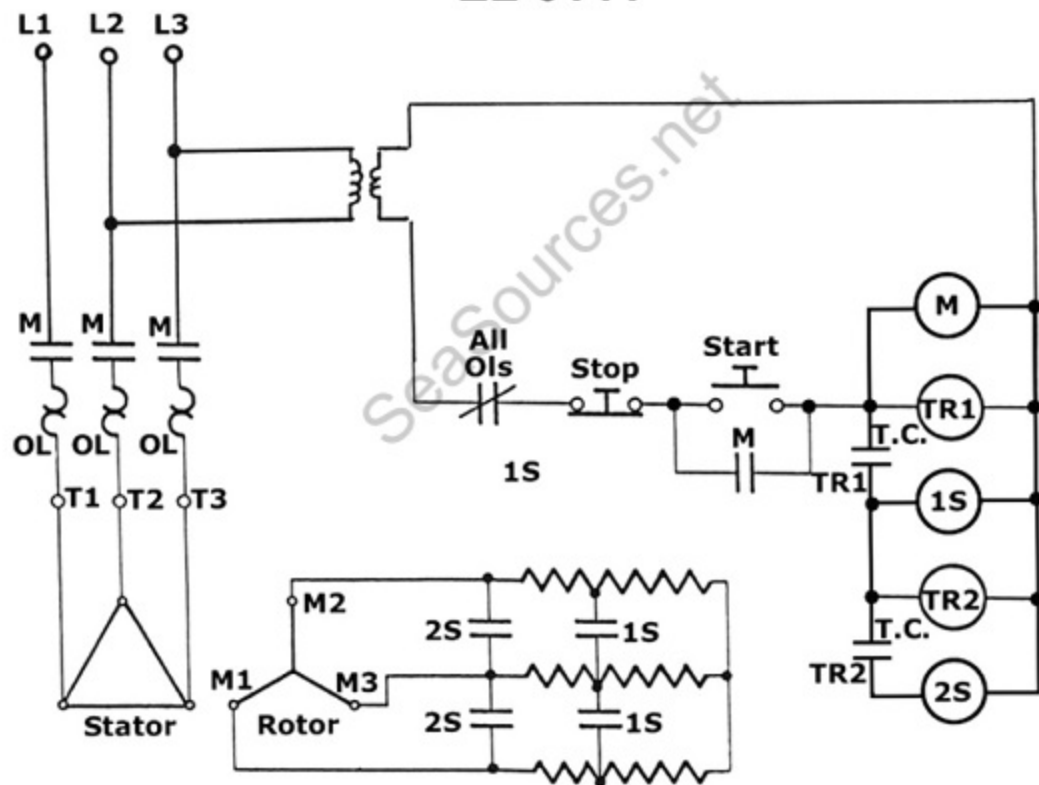 L1 L2 L3
SeaSources.net
M M M
OL OL OL
T1 T2 T3
All
Ols
Stop
Start
M
1S
M
TR1
T.C.
TR1
1S
TR2
T.C.
TR2
2S
Stator
M2
M1
M3
Rotor
2S
1S
2S
1S